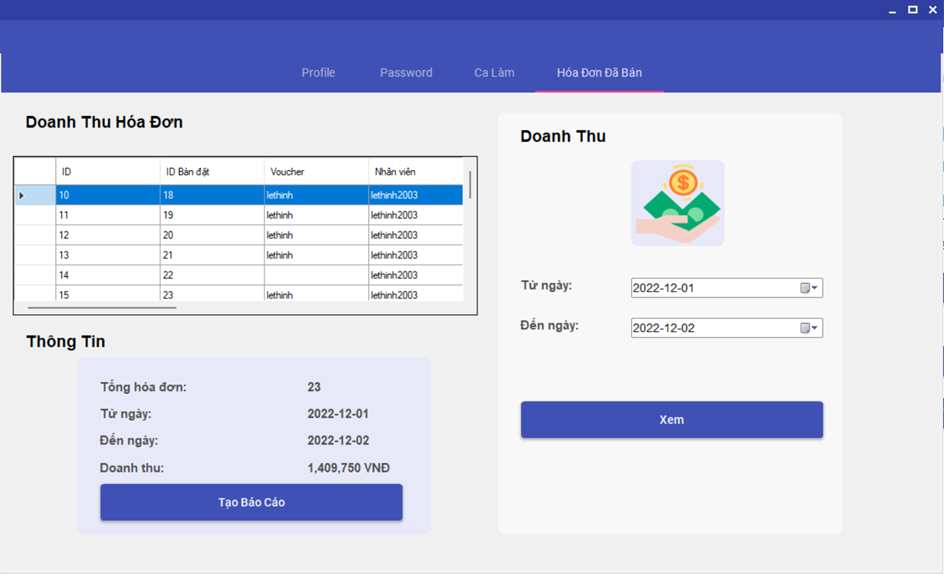 Profile Password Ca Làm Hóa Đơn Đã Bán
Doanh Thu Hóa Đơn
ID ID Bàn đặt Voucher Nhân viên
10 18 lethinh lethinh2003
11 19 lethinh lethinh2003
12 20 lethinh lethinh2003
13 21 lethinh lethinh2003
14 22 lethinh2003
15 23 lethinh lethinh2003
Thông Tin
Tổng hóa đơn: 23
Từ ngày: 2022-12-01
Đến ngày: 2022-12-02
Doanh thu: 1,409,750 VNĐ
Tạo Báo Cáo
Doanh Thu
$
Từ ngày: 2022-12-01
Đến ngày: 2022-12-02
Xem